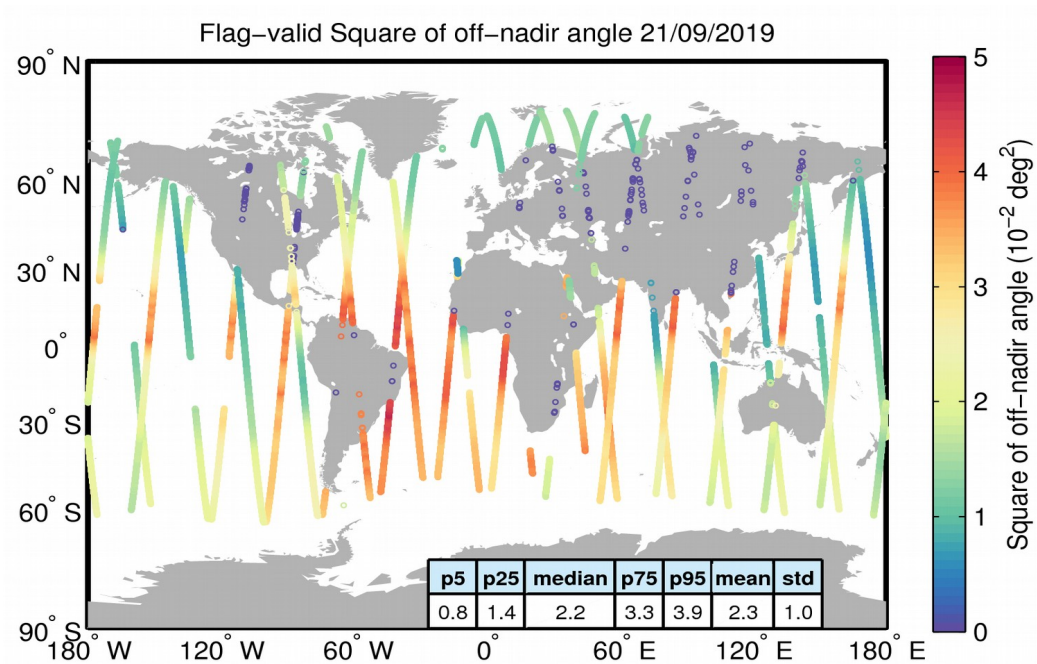 Flag−valid Square of off−nadir angle 21/09/2019
90° N
60° N
30° N
0°
30° S
60° S
90° S
180° W
120° W
60° W
0°
60° E
120° E
180° E
p5 p25 median p75 p95 mean std
0.8 1.4 2.2 3.3 3.9 2.3 1.0
5
4
3
2
1
0
Square of off−nadir angle (10⁻² deg²)